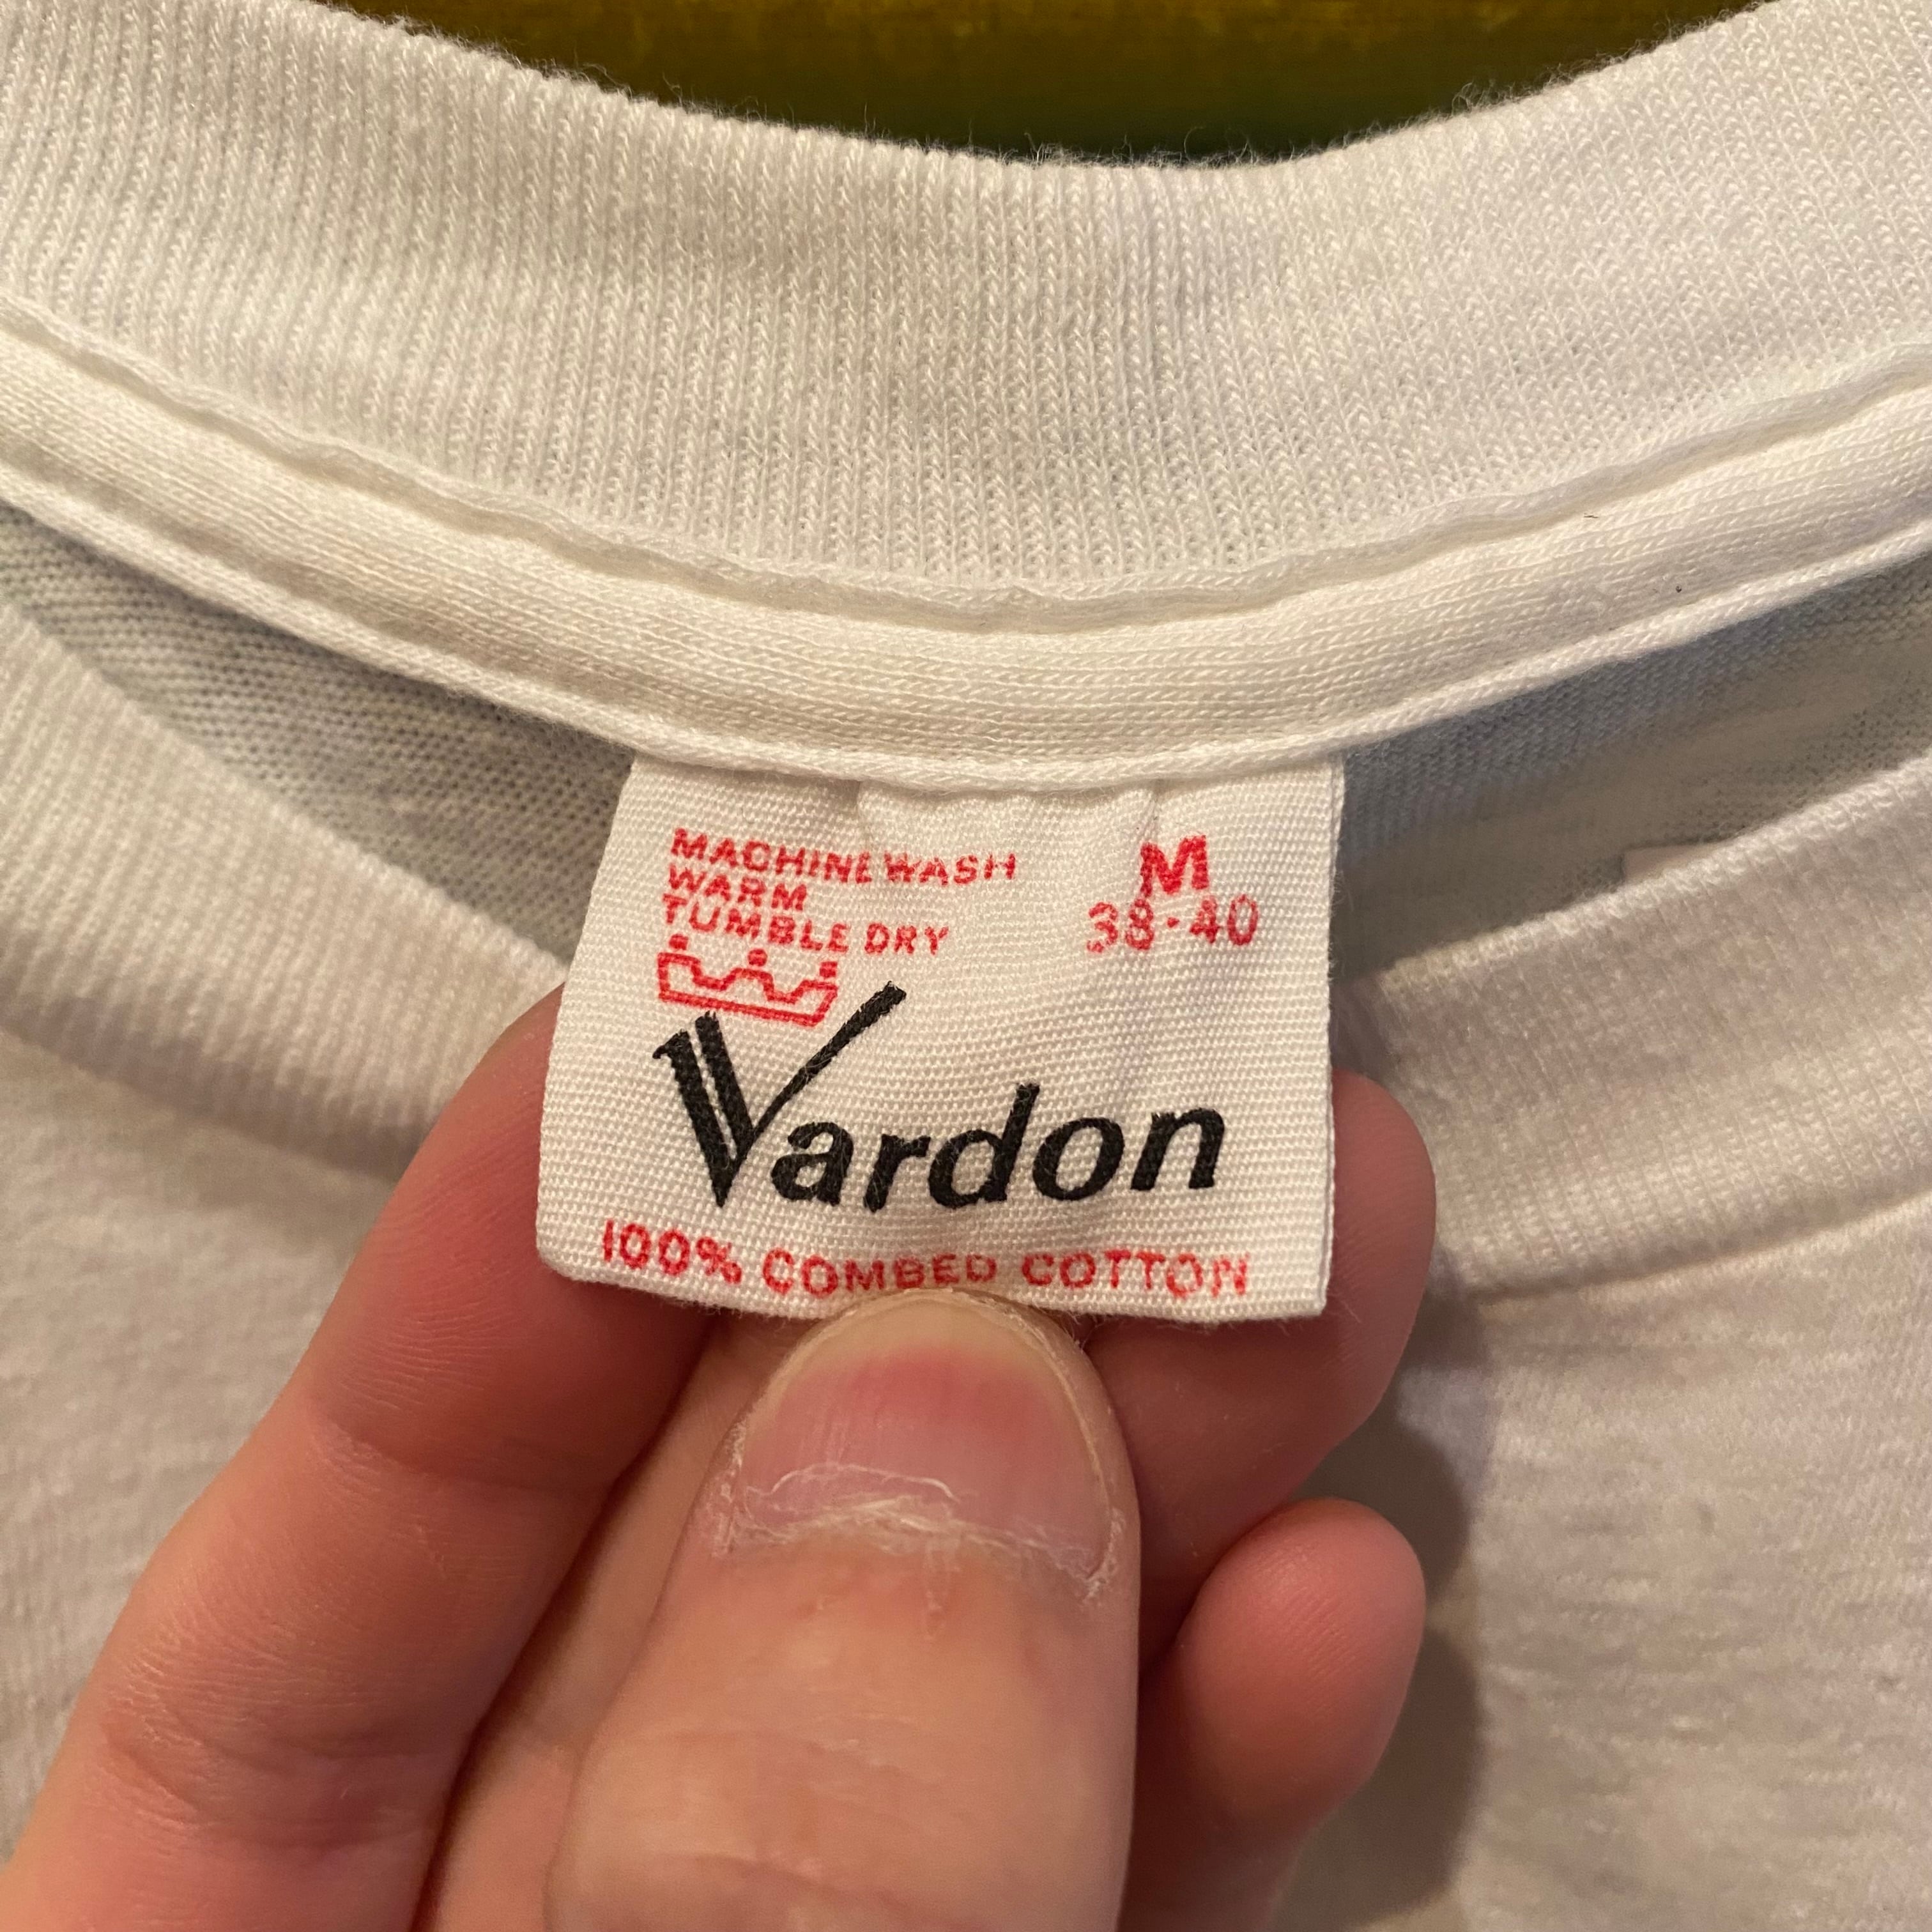 MACHINE WASH
WARM
TUMBLE DRY
M
38-40
Vardon
100% COMBED COTTON